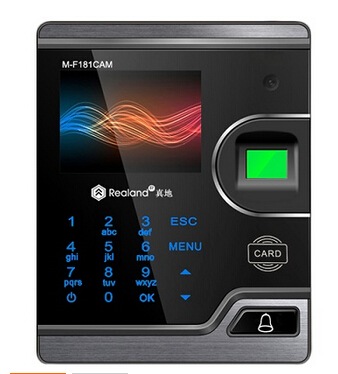 M-F181CAM
Realand® 真地
1 2 abc 3 def ESC
4 ghi 5 jkl 6 mno MENU
7 pqrs 8 tuv 9 wxyz
0 OK
CARD